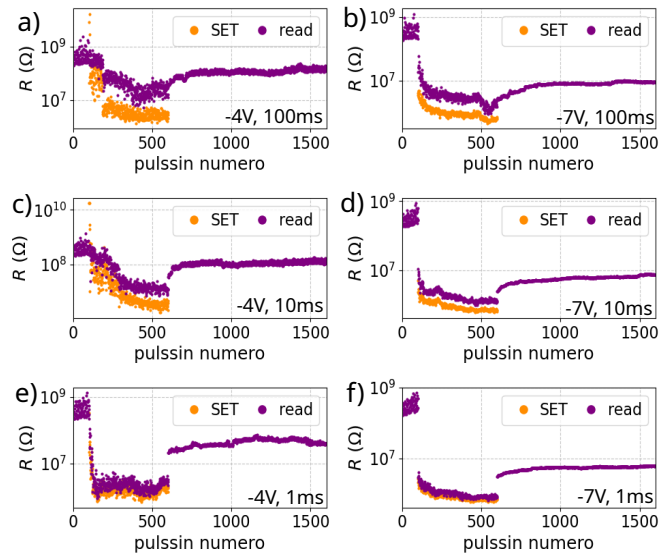 a)
R (Ω)
10⁹
10⁷
SET read
-4V, 100ms
0 500 1000 1500
pulssin numero
b)
R (Ω)
10⁹
10⁷
SET read
-7V, 100ms
0 500 1000 1500
pulssin numero
c)
R (Ω)
10¹⁰
10⁸
SET read
-4V, 10ms
0 500 1000 1500
pulssin numero
d)
R (Ω)
10⁹
10⁷
SET read
-7V, 10ms
0 500 1000 1500
pulssin numero
e)
R (Ω)
10⁹
10⁷
SET read
-4V, 1ms
0 500 1000 1500
pulssin numero
f)
R (Ω)
10⁹
10⁷
SET read
-7V, 1ms
0 500 1000 1500
pulssin numero